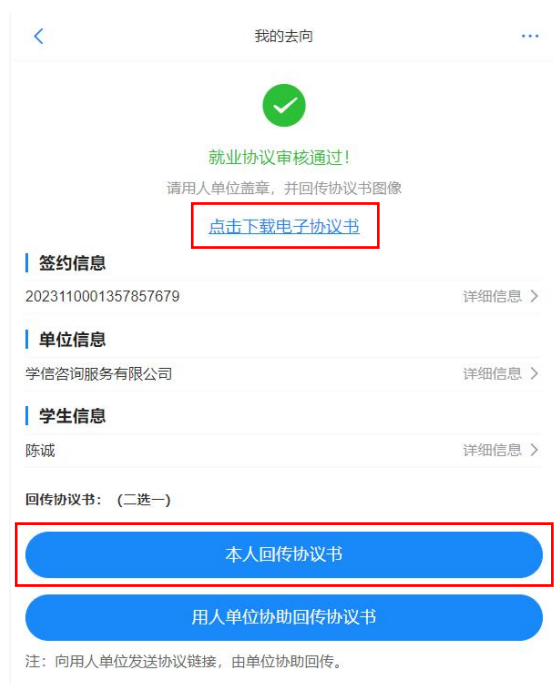 我的去向
就业协议审核通过！
请用人单位盖章，并回传协议书图像
点击下载电子协议书
签约信息
2023110001357857679 详细信息
单位信息
学信咨询服务有限公司 详细信息
学生信息
陈诚 详细信息
回传协议书：（二选一）
本人回传协议书
用人单位协助回传协议书
注：向用人单位发送协议链接，由单位协助回传。